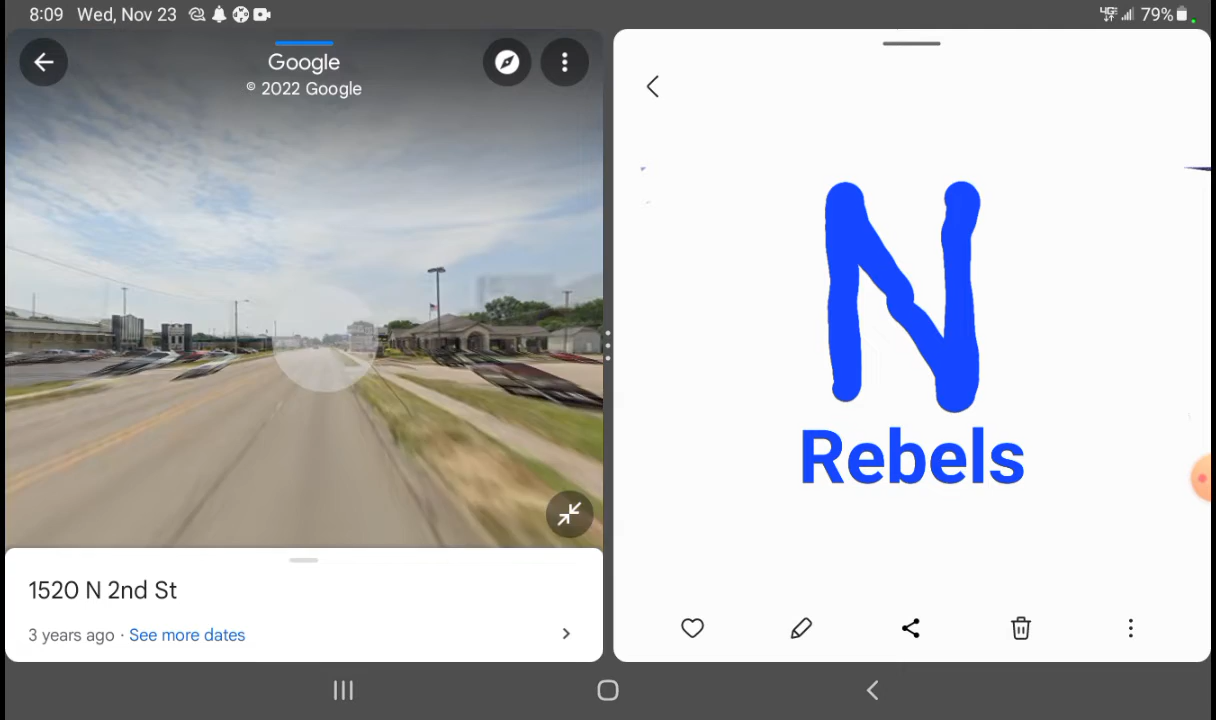 8:09 Wed, Nov 23
79%
Google
© 2022 Google
1520 N 2nd St
3 years ago · See more dates
N
Rebels